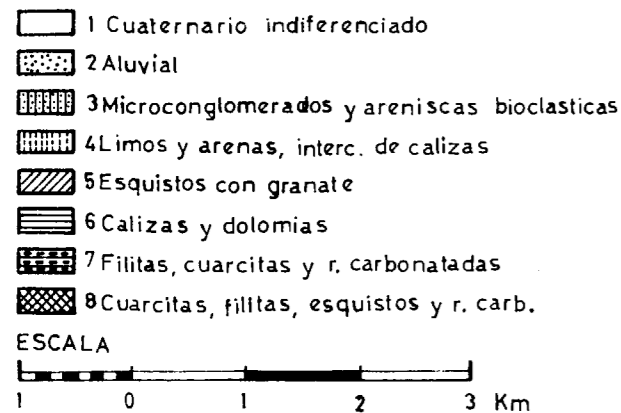 1 Cuaternario indiferenciado
2 Aluvial
3 Microconglomerados y areniscas bioclasticas
4 Limos y arenas, interc. de calizas
5 Esquistos con granate
6 Calizas y dolomias
7 Filitas, cuarcitas y r. carbonatadas
8 Cuarcitas, filitas, esquistos y r. carb.
ESCALA
1 0 1 2 3 Km